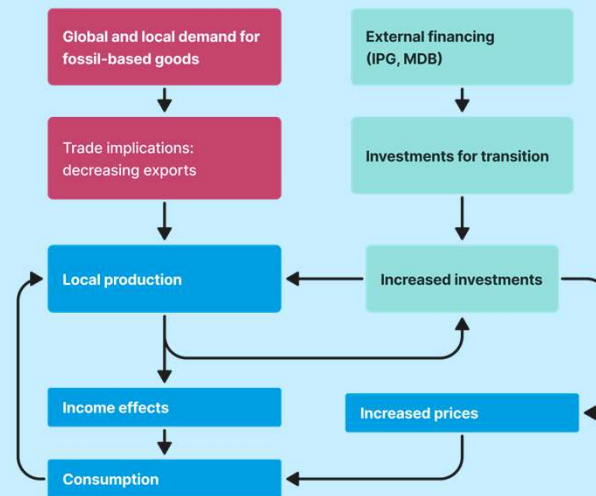 Global and local demand for
fossil-based goods
External financing
(IPG, MDB)
Trade implications:
decreasing exports
Investments for transition
Local production
Increased investments
Income effects
Increased prices
Consumption